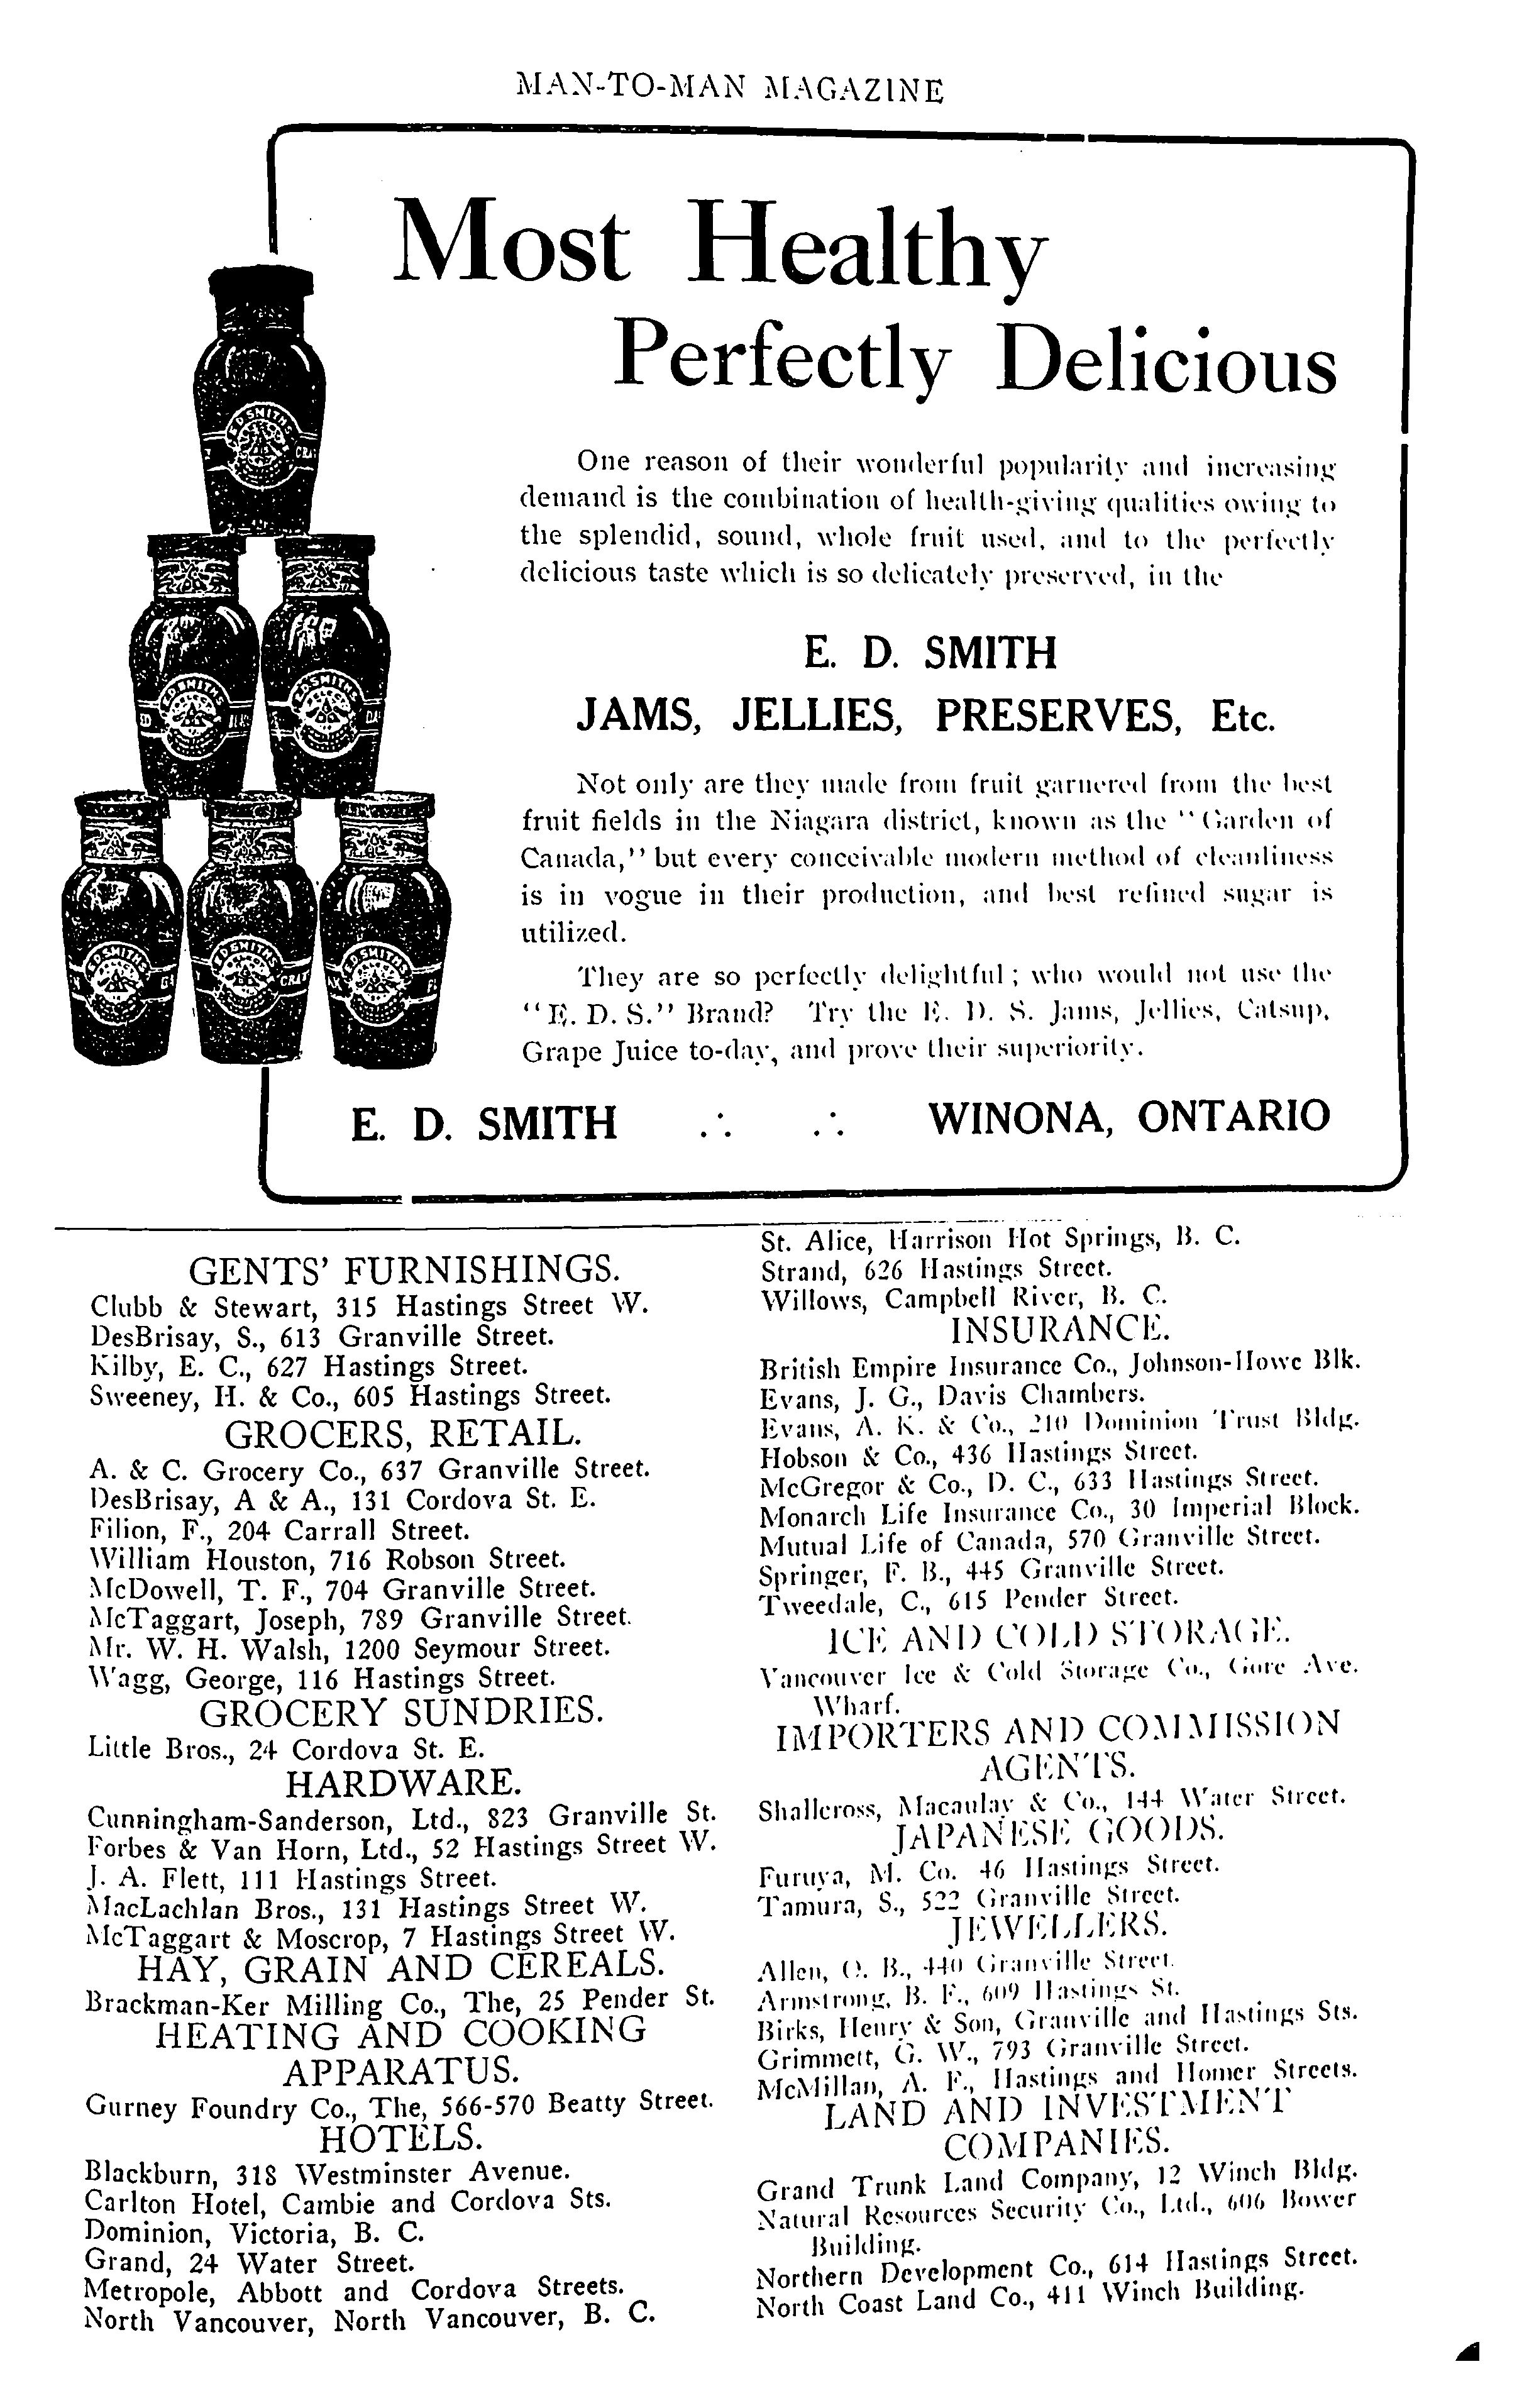 MAN-TO-MAN MAGAZINE
Most Healthy
Perfectly Delicious
One reason of their wonderful popularity and increasing
demand is the combination of health-giving qualities owing to
the splendid, sound, whole fruit used, and to the perfectly
delicious taste which is so delicately preserved, in the
E. D. SMITH
JAMS, JELLIES, PRESERVES, Etc.
Not only are they made from fruit garnered from the best
fruit fields in the Niagara district, known as the "Garden of
Canada," but every conceivable modern method of cleanliness
is in vogue in their production, and best refined sugar is
utilized.
They are so perfectly delightful; who would not use the
"E. D. S." Brand? Try the E. D. S. Jams, Jellies, Catsup,
Grape Juice to-day, and prove their superiority.
E. D. SMITH ∴ ∴ WINONA, ONTARIO
E.D.SMITH'S
E.D.SMITH'S
E.D.SMITH'S
E.D.SMITH'S
E.D.SMITH'S
E.D.SMITH'S
GENTS' FURNISHINGS.
Clubb & Stewart, 315 Hastings Street W.
DesBrisay, S., 613 Granville Street.
Kilby, E. C., 627 Hastings Street.
Sweeney, H. & Co., 605 Hastings Street.
GROCERS, RETAIL.
A. & C. Grocery Co., 637 Granville Street.
DesBrisay, A & A., 131 Cordova St. E.
Filion, F., 204 Carrall Street.
William Houston, 716 Robson Street.
McDowell, T. F., 704 Granville Street.
McTaggart, Joseph, 789 Granville Street.
Mr. W. H. Walsh, 1200 Seymour Street.
Wagg, George, 116 Hastings Street.
GROCERY SUNDRIES.
Little Bros., 24 Cordova St. E.
HARDWARE.
Cunningham-Sanderson, Ltd., 823 Granville St.
Forbes & Van Horn, Ltd., 52 Hastings Street W.
J. A. Flett, 111 Hastings Street.
MacLachlan Bros., 131 Hastings Street W.
McTaggart & Moscrop, 7 Hastings Street W.
HAY, GRAIN AND CEREALS.
Brackman-Ker Milling Co., The, 25 Pender St.
HEATING AND COOKING
APPARATUS.
Gurney Foundry Co., The, 566-570 Beatty Street.
HOTELS.
Blackburn, 318 Westminster Avenue.
Carlton Hotel, Cambie and Cordova Sts.
Dominion, Victoria, B. C.
Grand, 24 Water Street.
Metropole, Abbott and Cordova Streets.
North Vancouver, North Vancouver, B. C.
St. Alice, Harrison Hot Springs, B. C.
Strand, 626 Hastings Street.
Willows, Campbell River, B. C.
INSURANCE.
British Empire Insurance Co., Johnson-Howe Blk.
Evans, J. G., Davis Chambers.
Evans, A. K. & Co., 210 Dominion Trust Bldg.
Hobson & Co., 436 Hastings Street.
McGregor & Co., D. C., 633 Hastings Street.
Monarch Life Insurance Co., 30 Imperial Block.
Mutual Life of Canada, 570 Granville Street.
Springer, F. B., 445 Granville Street.
Tweedale, C., 615 Pender Street.
ICE AND COLD STORAGE.
Vancouver Ice & Cold Storage Co., Gore Ave.
Wharf.
IMPORTERS AND COMMISSION
AGENTS.
Shallcross, Macaulay & Co., 144 Water Street.
JAPANESE GOODS.
Furuya, M. Co. 46 Hastings Street.
Tamura, S., 522 Granville Street.
JEWELLERS.
Allen, O. B., 440 Granville Street.
Armstrong, B. F., 609 Hastings St.
Birks, Henry & Son, Granville and Hastings Sts.
Grimmett, G. W., 793 Granville Street.
McMillan, A. F., Hastings and Homer Streets.
LAND AND INVESTMENT
COMPANIES.
Grand Trunk Land Company, 12 Winch Bldg.
Natural Resources Security Co., Ltd., 606 Bower
Building.
Northern Development Co., 614 Hastings Street.
North Coast Land Co., 411 Winch Building.